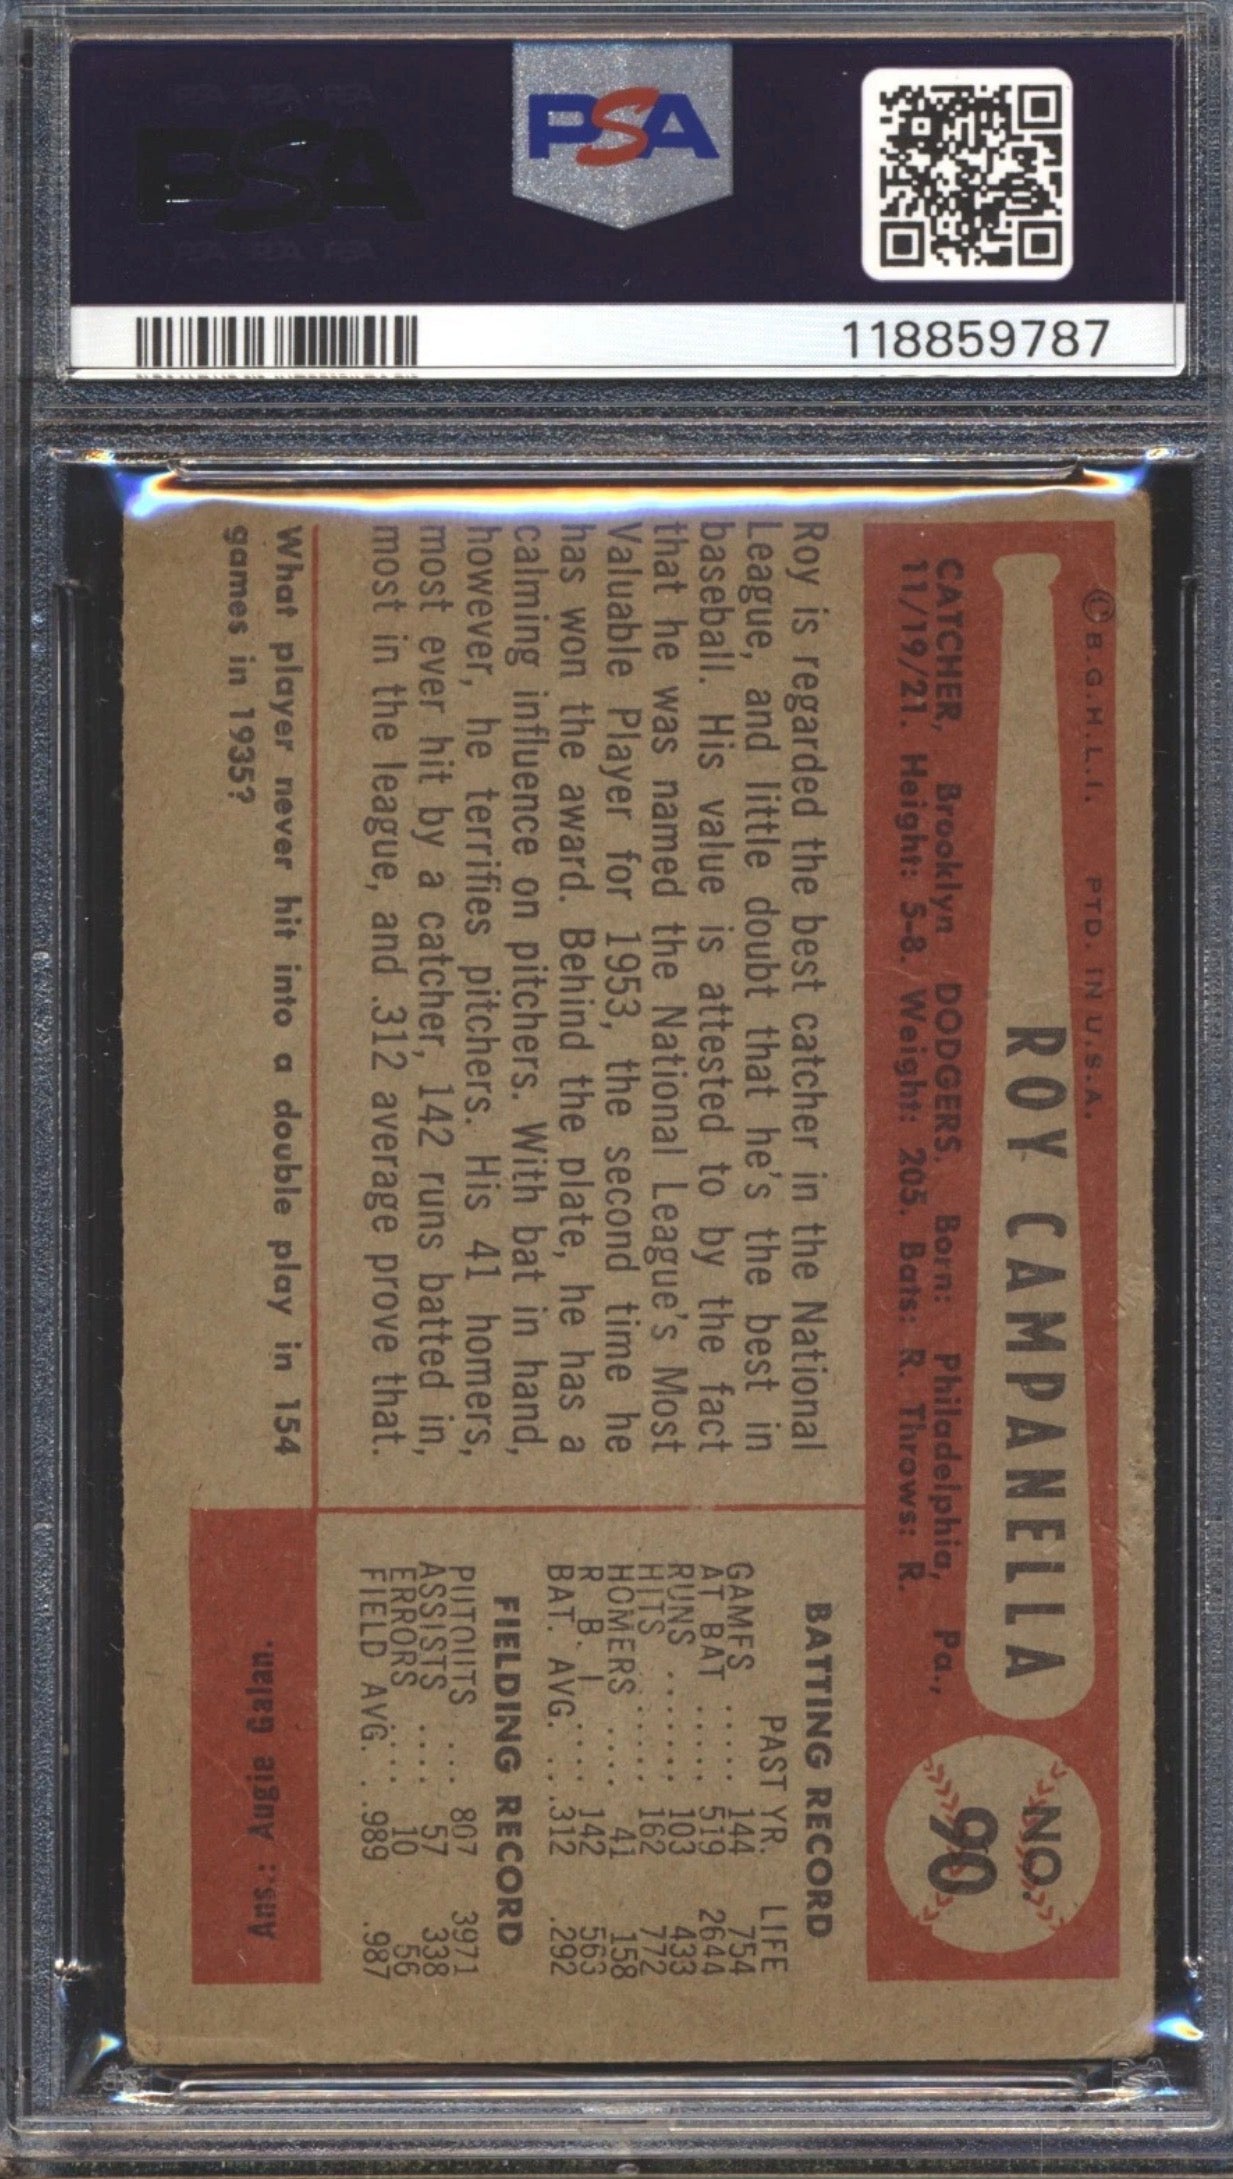 PSA
PSA
118859787
© B.G.H.L.I. PTD. IN U.S.A.
ROY CAMPANELLA
NO.
90
CATCHER, Brooklyn DODGERS. Born: Philadelphia, Pa.,
11/19/21. Height: 5-8. Weight: 205. Bats: R. Throws: R.
Roy is regarded the best catcher in the National
League, and little doubt that he's the best in
baseball. His value is attested to by the fact
that he was named the National League's Most
Valuable Player for 1953, the second time he
has won the award. Behind the plate, he has a
calming influence on pitchers. With bat in hand,
however, he terrifies pitchers. His 41 homers,
most ever hit by a catcher, 142 runs batted in,
most in the league, and .312 average prove that.
BATTING RECORD
PAST YR. LIFE
GAMES ..... 144 754
AT BAT ..... 519 2644
RUNS ...... 103 433
HITS ...... 162 772
HOMERS .... 41 158
R. B. I. .... 142 563
BAT. AVG. .. .312 .292
FIELDING RECORD
PUTOUTS ... 807 3971
ASSISTS .... 57 338
ERRORS .... 10 56
FIELD AVG. . .989 .987
What player never hit into a double play in 154
games in 1935?
Ans.: Augie Galan.